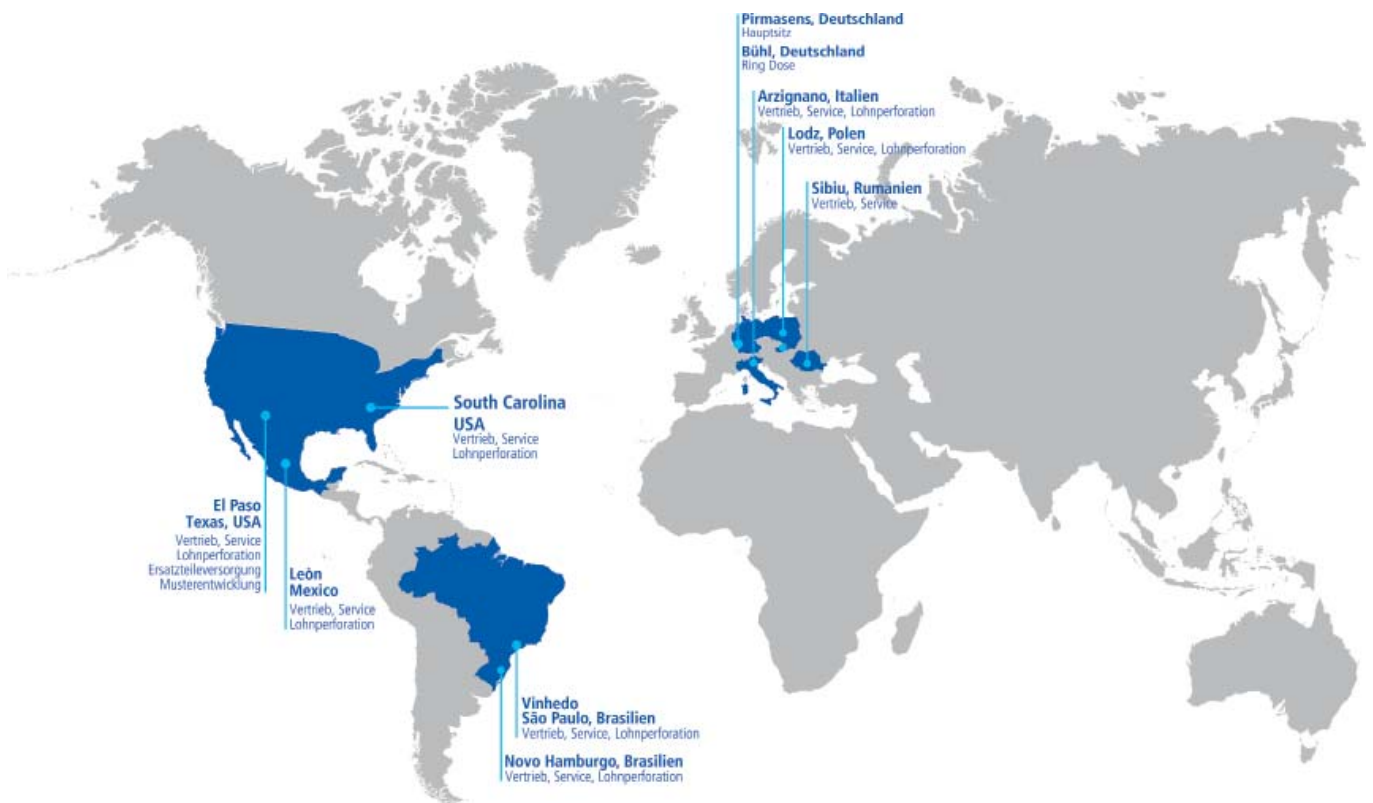 Pirmasens, Deutschland
Hauptsitz
Bühl, Deutschland
Ring Dose
Arzignano, Italien
Vertrieb, Service, Lohnperforation
Lodz, Polen
Vertrieb, Service, Lohnperforation
Sibiu, Rumanien
Vertrieb, Service
South Carolina
USA
Vertrieb, Service
Lohnperforation
El Paso
Texas, USA
Vertrieb, Service
Lohnperforation
Ersatzteileversorgung
Musterentwicklung
Leòn
Mexico
Vertrieb, Service
Lohnperforation
Vinhedo
São Paulo, Brasilien
Vertrieb, Service, Lohnperforation
Novo Hamburgo, Brasilien
Vertrieb, Service, Lohnperforation